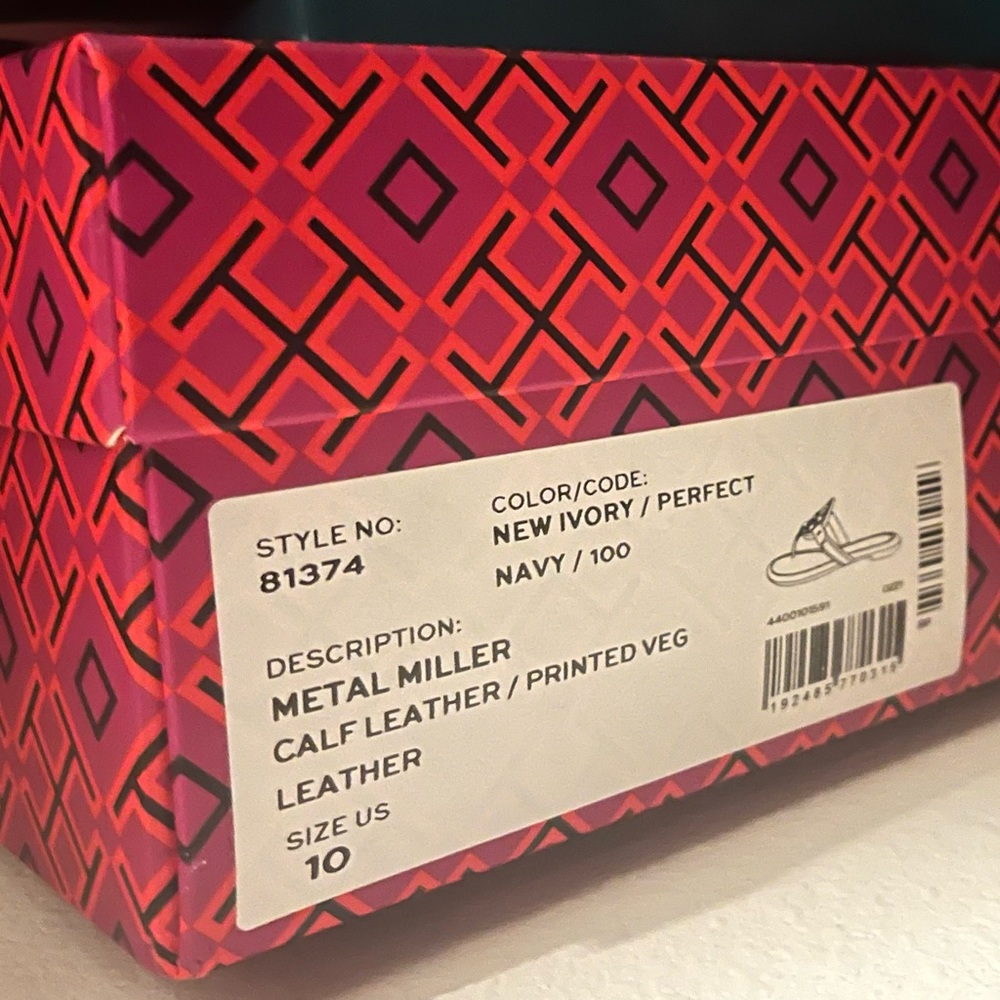 STYLE NO:
81374
COLOR/CODE:
NEW IVORY / PERFECT
NAVY / 100
DESCRIPTION:
METAL MILLER
CALF LEATHER / PRINTED VEG
LEATHER
SIZE US
10
4400101591
192485770319